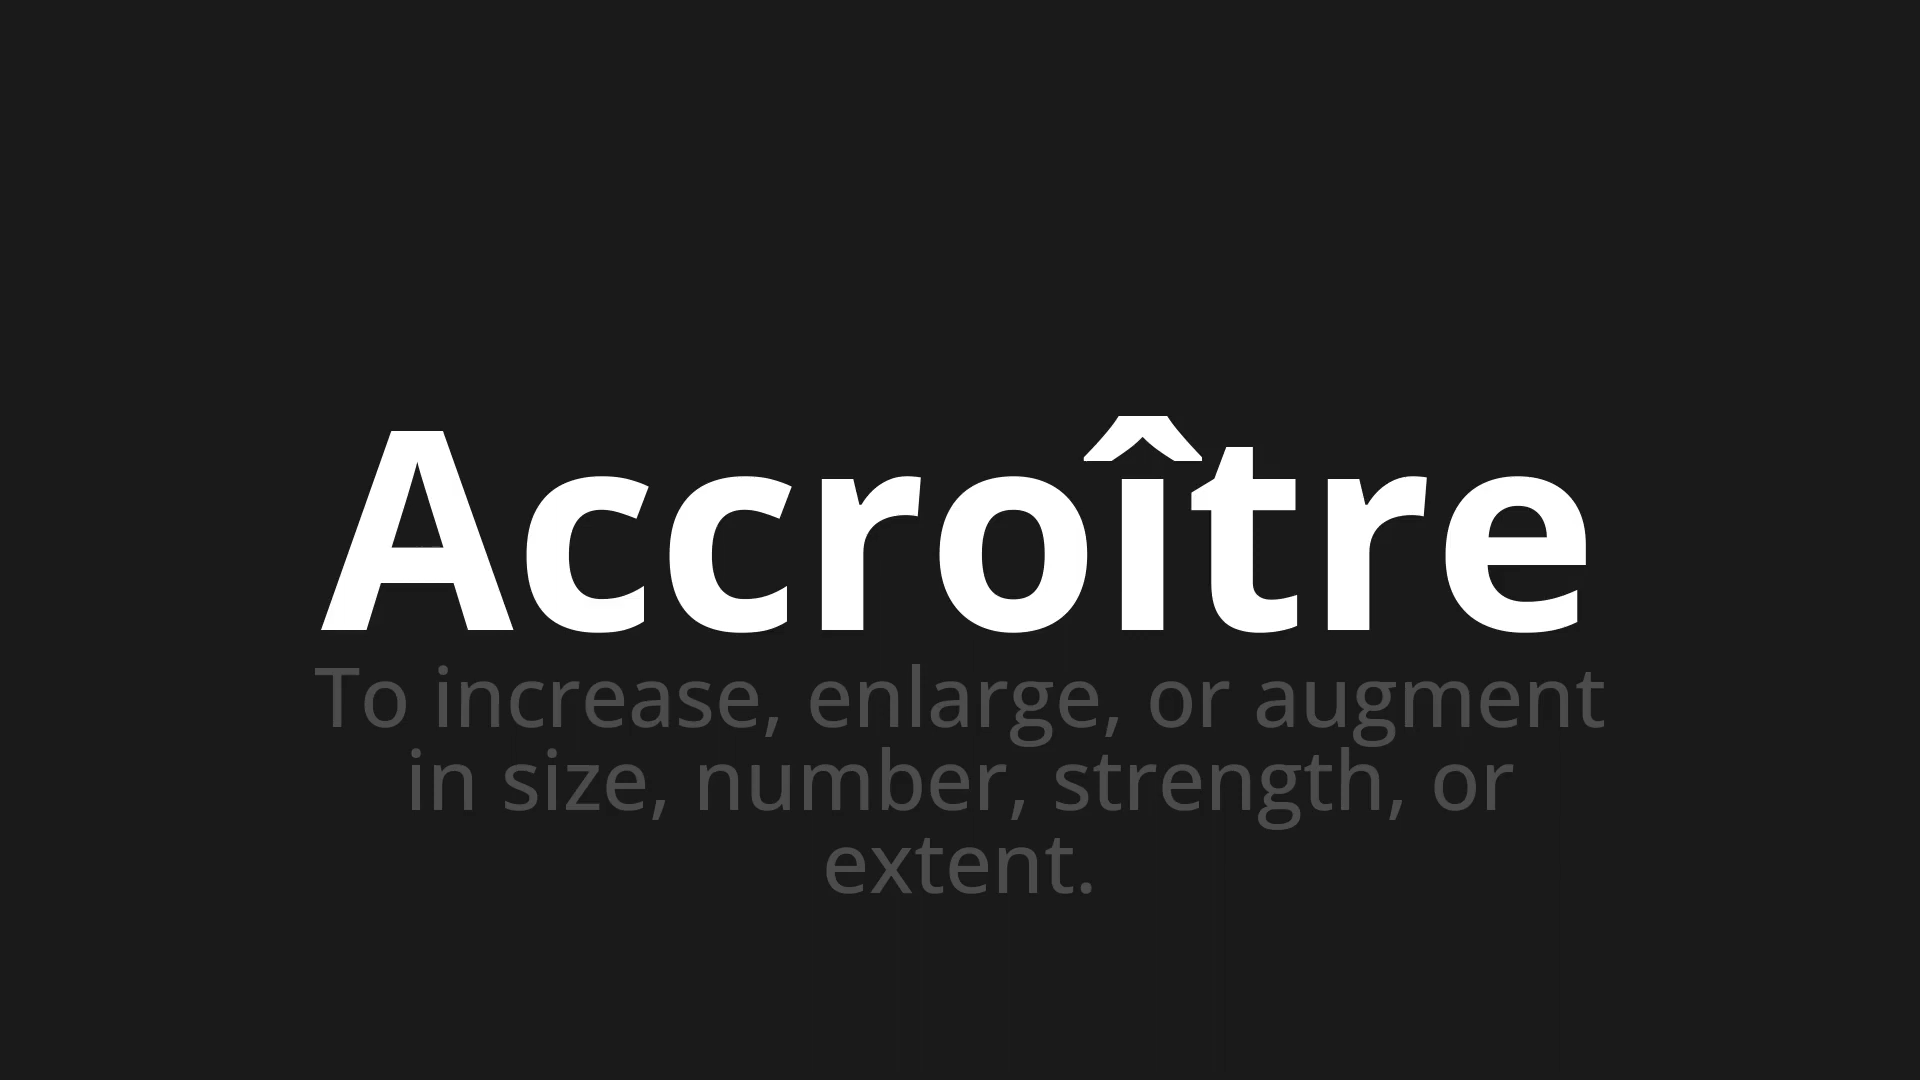 Accroître
To increase, enlarge, or augment
in size, number, strength, or
extent.